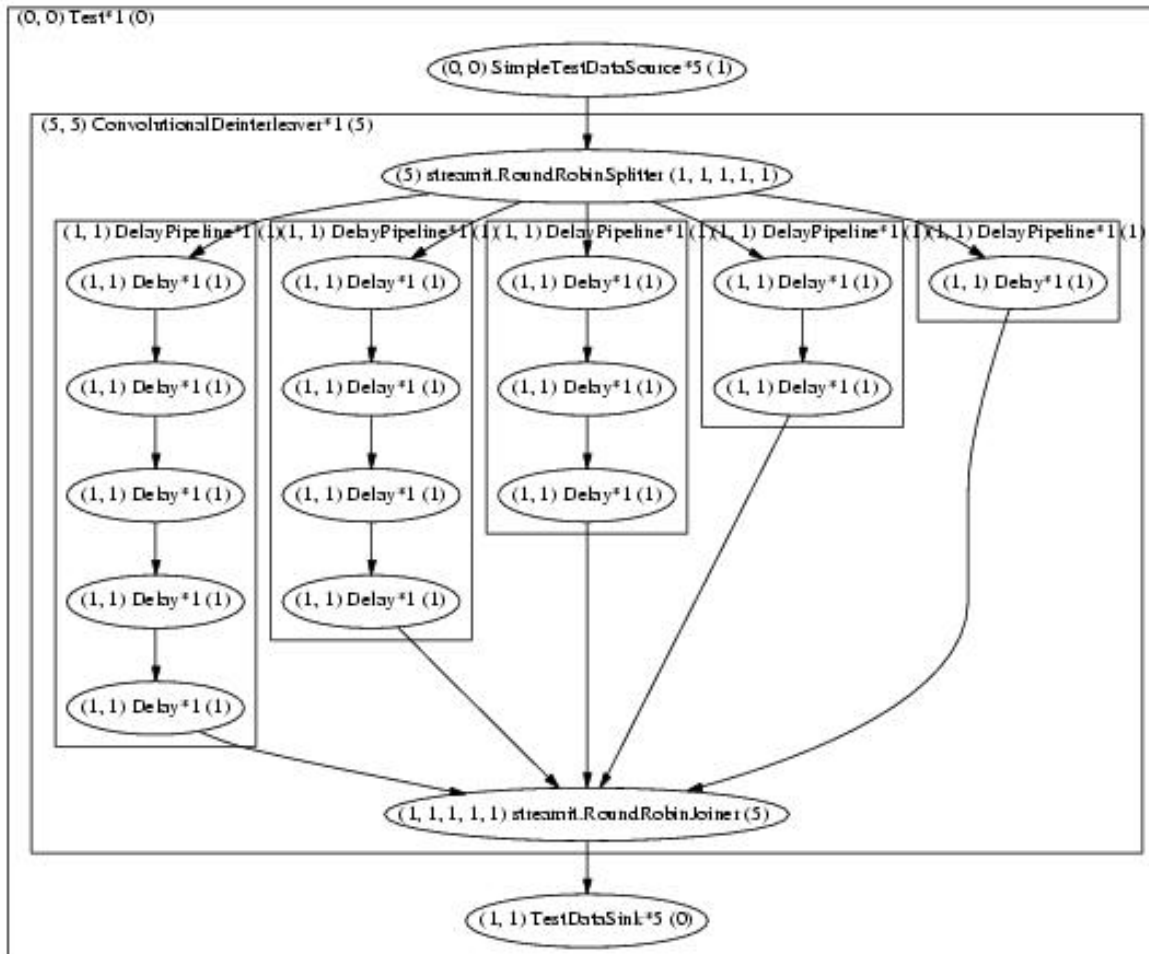 (0, 0) Test*1 (0)
(0, 0) SimpleTestDataSource*5 (1)
(5, 5) ConvolutionalDeinterleaver*1 (5)
(5) streamit.RoundRobinSplitter (1, 1, 1, 1, 1)
(1, 1) DelayPipeline*1 (1) (1, 1) DelayPipeline*1 (1) (1, 1) DelayPipeline*1 (1) (1, 1) DelayPipeline*1 (1) (1, 1) DelayPipeline*1 (1)
(1, 1) Delay*1 (1) (1, 1) Delay*1 (1) (1, 1) Delay*1 (1) (1, 1) Delay*1 (1) (1, 1) Delay*1 (1)
(1, 1) Delay*1 (1) (1, 1) Delay*1 (1) (1, 1) Delay*1 (1) (1, 1) Delay*1 (1)
(1, 1) Delay*1 (1) (1, 1) Delay*1 (1) (1, 1) Delay*1 (1)
(1, 1) Delay*1 (1) (1, 1) Delay*1 (1)
(1, 1) Delay*1 (1)
(1, 1, 1, 1, 1) streamit.RoundRobinJoiner (5)
(1, 1) TestDataSink*5 (0)